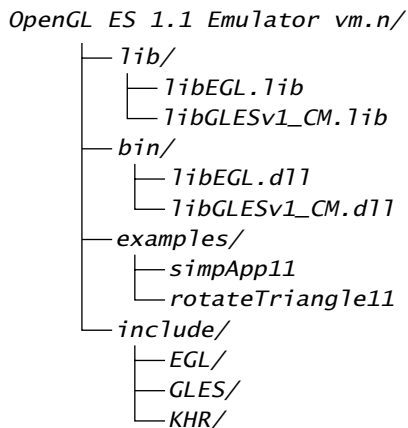 OpenGL ES 1.1 Emulator vm.n/
lib/
libEGL.lib
libGLESv1_CM.lib
bin/
libEGL.dll
libGLESv1_CM.dll
examples/
simpApp11
rotateTriangle11
include/
EGL/
GLES/
KHR/